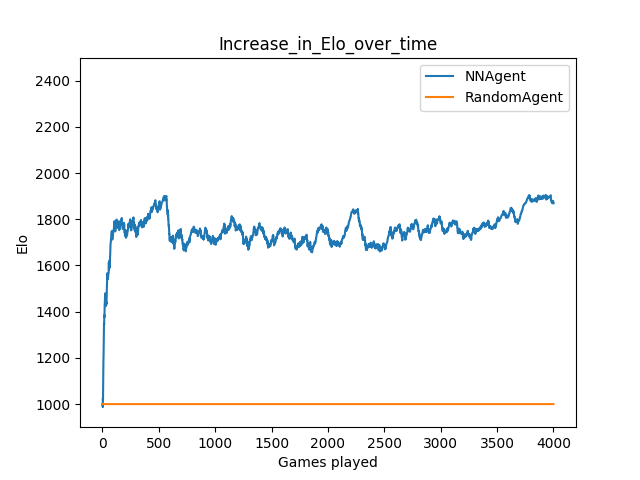 Increase_in_Elo_over_time
NNAgent
RandomAgent
2400
2200
2000
1800
1600
1400
1200
1000
Elo
0 500 1000 1500 2000 2500 3000 3500 4000
Games played